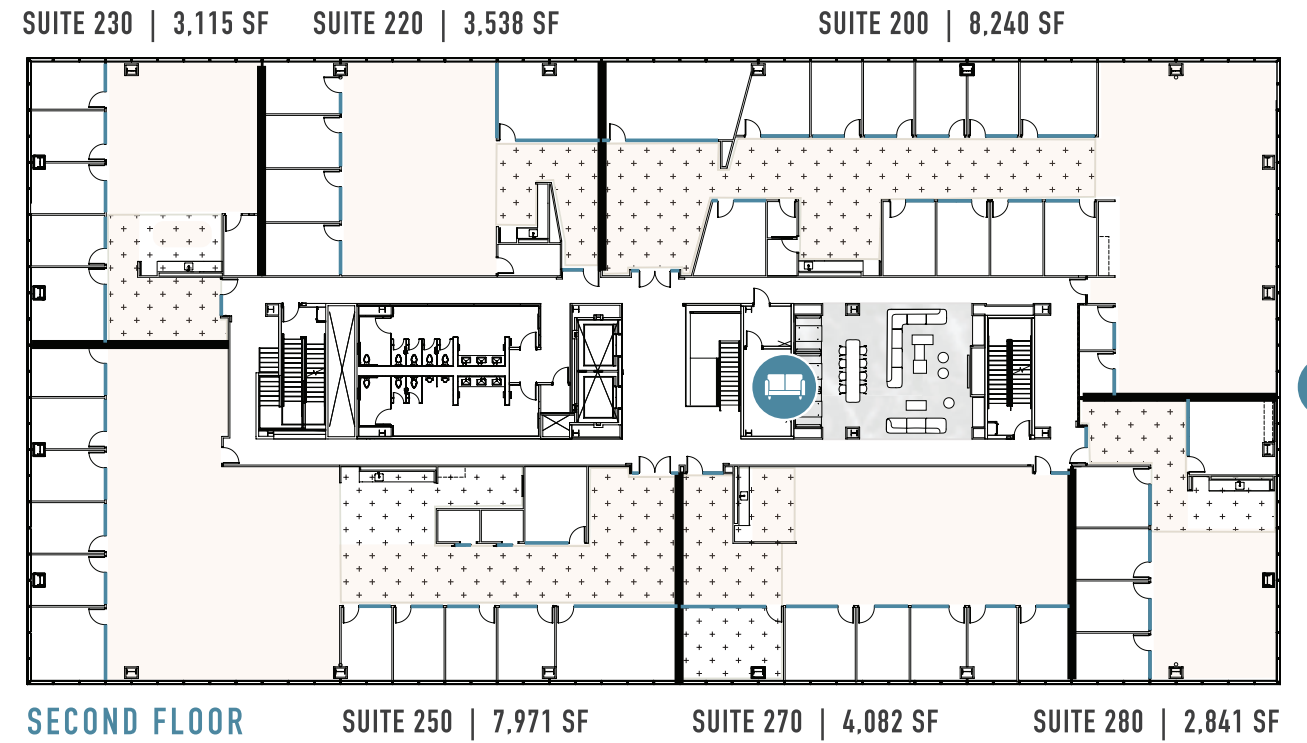 SUITE 230 | 3,115 SF
SUITE 220 | 3,538 SF
SUITE 200 | 8,240 SF
SECOND FLOOR
SUITE 250 | 7,971 SF
SUITE 270 | 4,082 SF
SUITE 280 | 2,841 SF